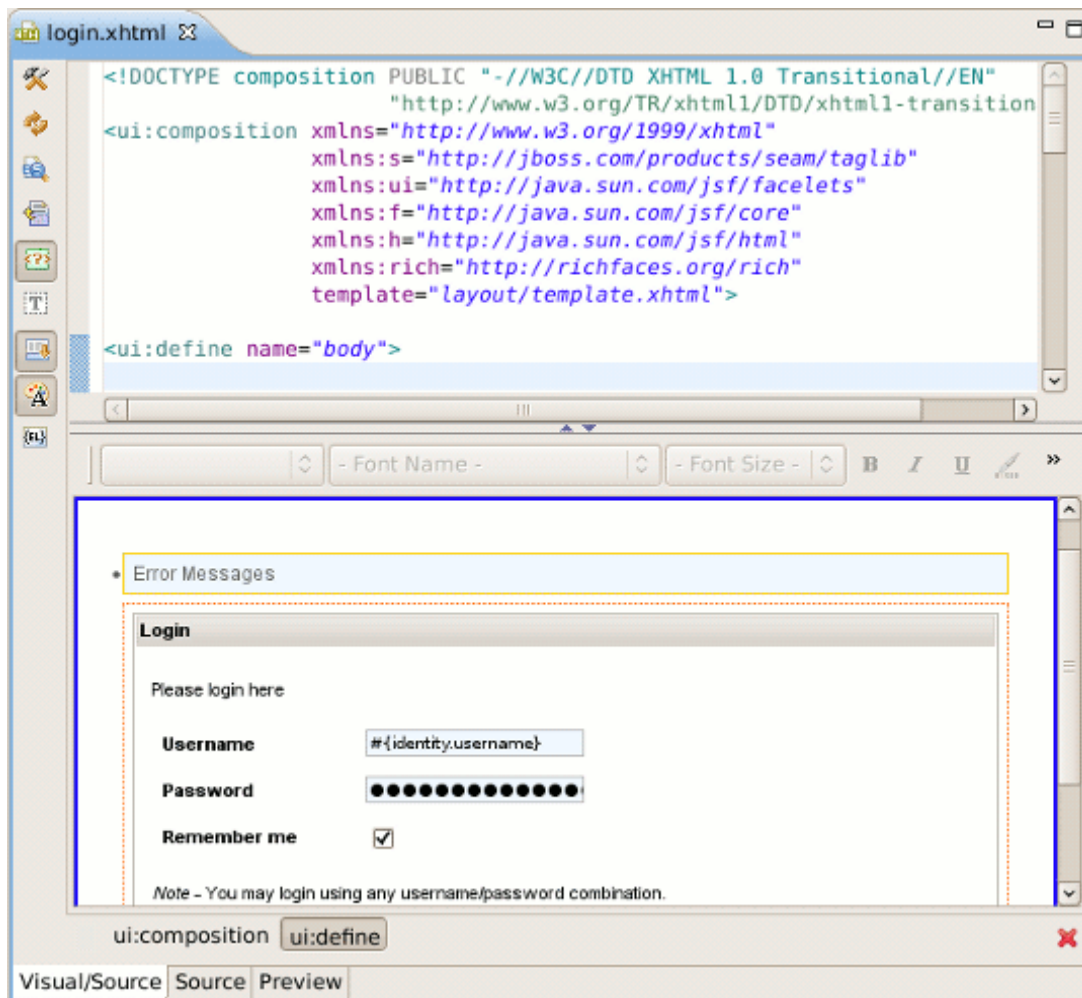 login.xhtml
<!DOCTYPE composition PUBLIC "-//W3C//DTD XHTML 1.0 Transitional//EN"
"http://www.w3.org/TR/xhtml1/DTD/xhtml1-transition
<ui:composition xmlns="http://www.w3.org/1999/xhtml"
xmlns:s="http://jboss.com/products/seam/taglib"
xmlns:ui="http://java.sun.com/jsf/facelets"
xmlns:f="http://java.sun.com/jsf/core"
xmlns:h="http://java.sun.com/jsf/html"
xmlns:rich="http://richfaces.org/rich"
template="layout/template.xhtml">
<ui:define name="body">
- Font Name - - Font Size - B I U
Error Messages
Login
Please login here
Username #{identity.username}
Password
Remember me
Note - You may login using any username/password combination.
ui:composition ui:define
Visual/Source Source Preview